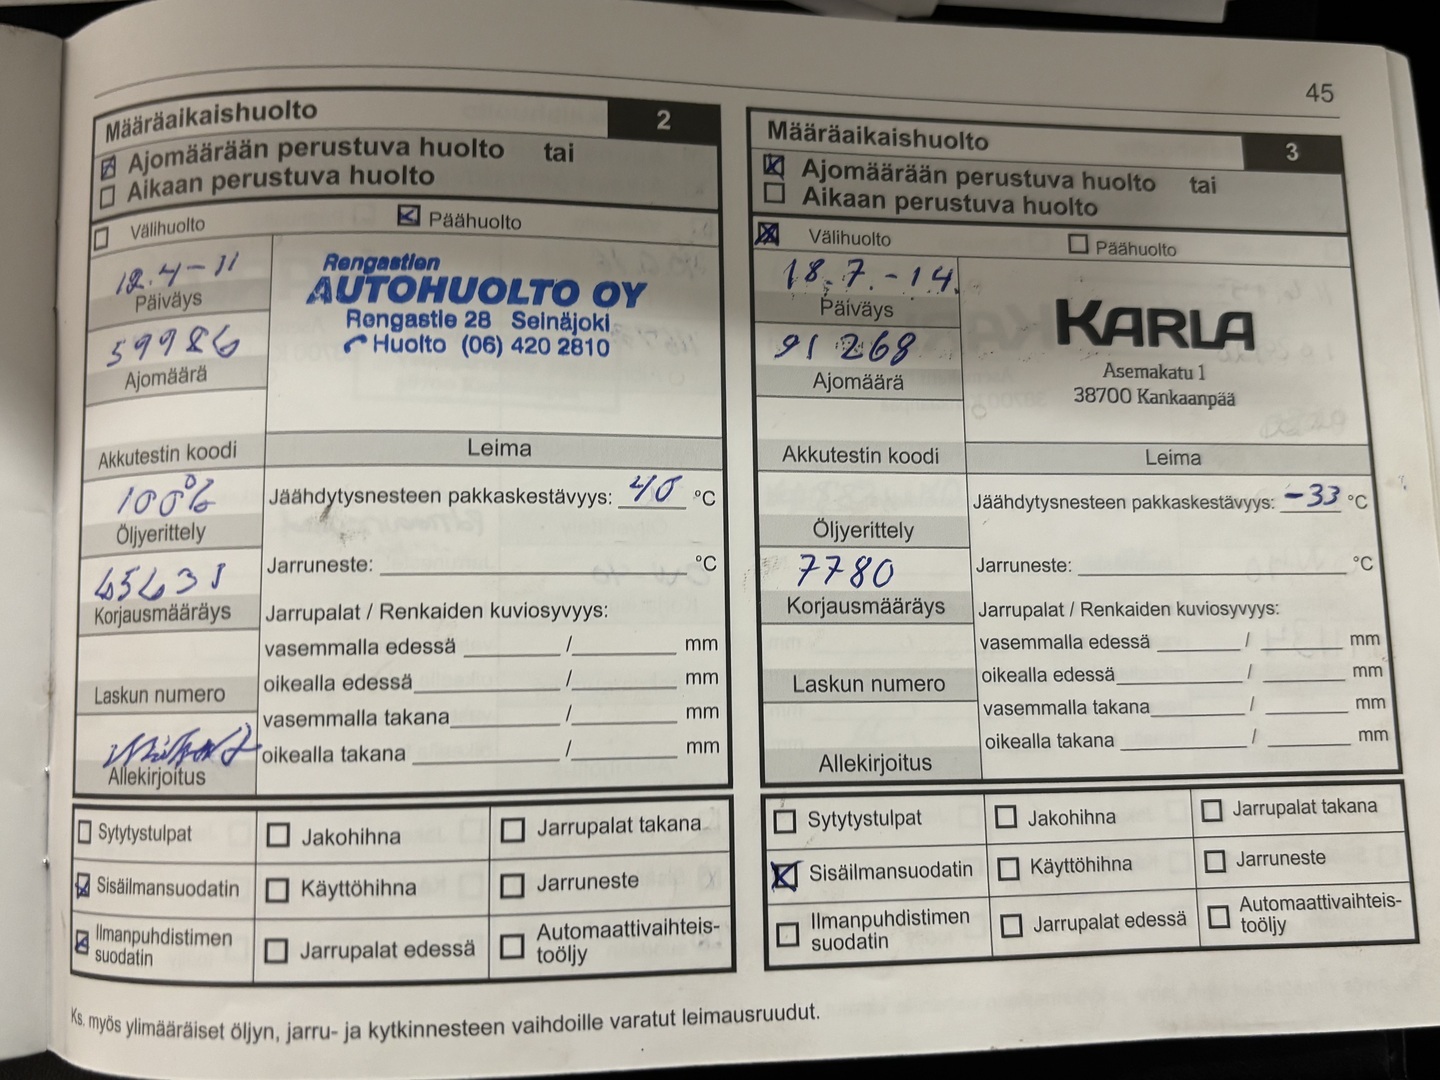 45
Määräaikaishuolto 2
Ajomäärään perustuva huolto tai
Aikaan perustuva huolto
Välihuolto Päähuolto
12.4-11
Päiväys
59986
Ajomäärä
Rengastien
AUTOHUOLTO OY
Rengastie 28 Seinäjoki
Huolto (06) 420 2810
Akkutestin koodi
Leima
100%
Öljyerittely
Korjausmääräys
Laskun numero
Allekirjoitus
Jäähdytysnesteen pakkaskestävyys: 40 °C
Jarruneste: °C
Jarrupalat / Renkaiden kuviosyvyys:
vasemmalla edessä / mm
oikealla edessä / mm
vasemmalla takana / mm
oikealla takana / mm
Sytytystulpat Jakohihna Jarrupalat takana
Sisäilmansuodatin Käyttöhihna Jarruneste
Ilmanpuhdistimen
suodatin
Jarrupalat edessä
Automaattivaihteis-
toöljy
Määräaikaishuolto 3
Ajomäärään perustuva huolto tai
Aikaan perustuva huolto
Välihuolto Päähuolto
18.7.-14.
Päiväys
91268
Ajomäärä
KARLA
Asemakatu 1
38700 Kankaanpää
Akkutestin koodi
Leima
Öljyerittely
7780
Korjausmääräys
Laskun numero
Allekirjoitus
Jäähdytysnesteen pakkaskestävyys: -33 °C
Jarruneste: °C
Jarrupalat / Renkaiden kuviosyvyys:
vasemmalla edessä / mm
oikealla edessä / mm
vasemmalla takana / mm
oikealla takana / mm
Sytytystulpat Jakohihna Jarrupalat takana
Sisäilmansuodatin Käyttöhihna Jarruneste
Ilmanpuhdistimen
suodatin
Jarrupalat edessä
Automaattivaihteis-
toöljy
Ks. myös ylimääräiset öljyn, jarru- ja kytkinnesteen vaihdoille varatut leimausruudut.